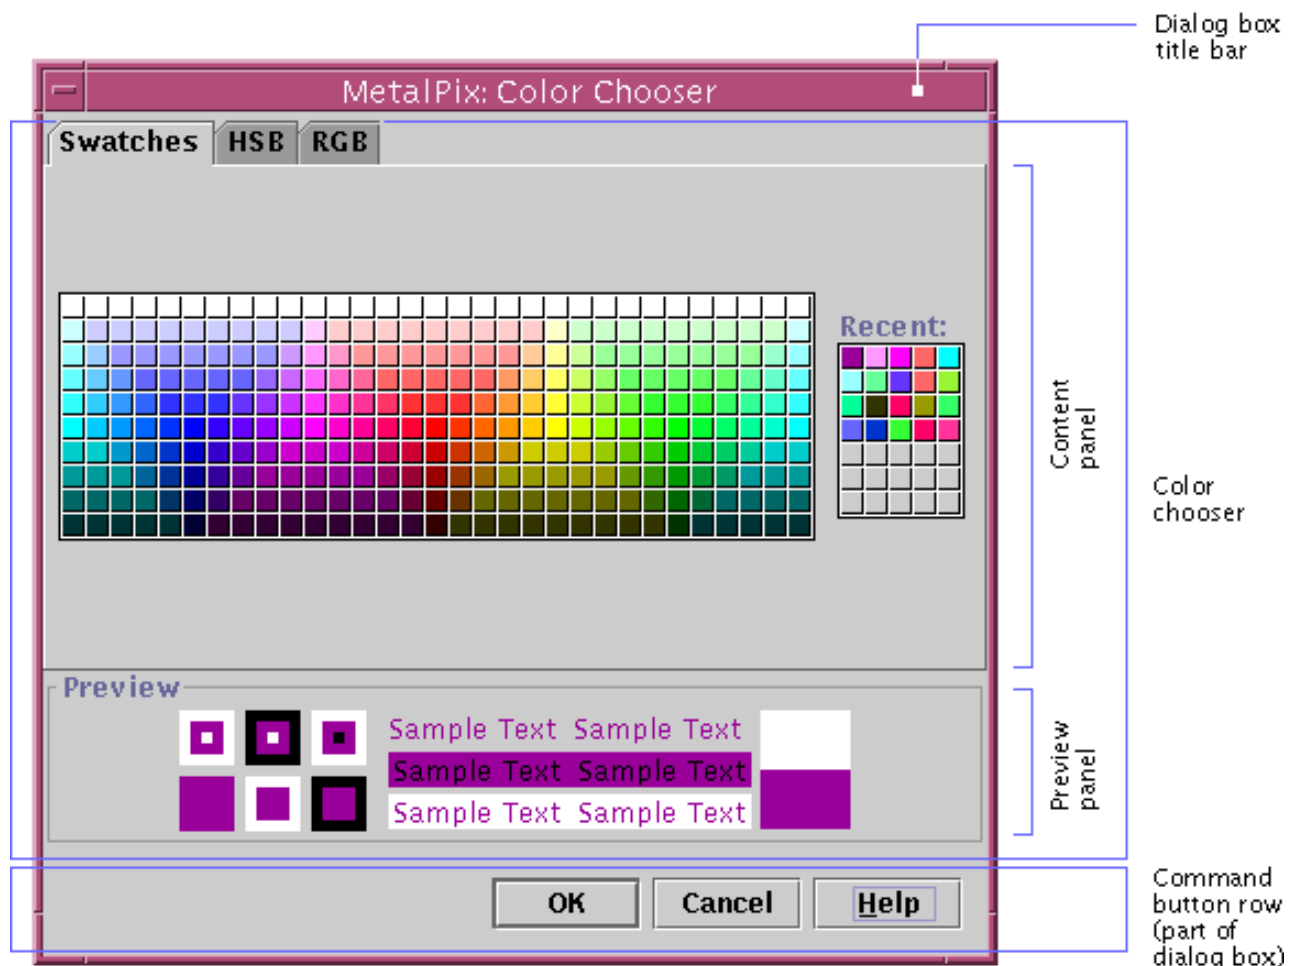 Dialog box
title bar
MetalPix: Color Chooser
Swatches HSB RGB
Recent:
Content
panel
Color
chooser
Preview
Sample Text Sample Text
Sample Text Sample Text
Sample Text Sample Text
Preview
panel
OK Cancel Help
Command
button row
(part of
dialog box)